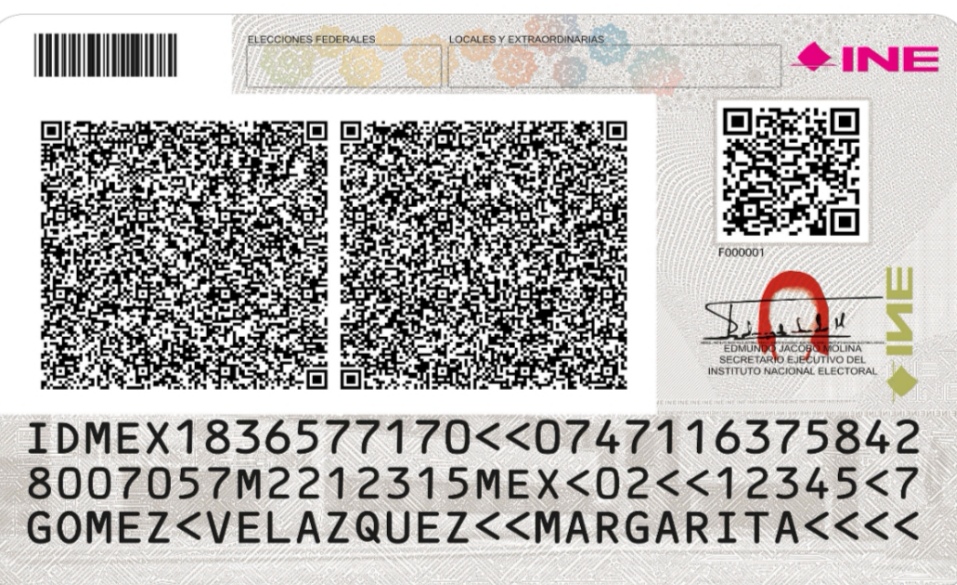 ELECCIONES FEDERALES
LOCALES Y EXTRAORDINARIAS
INE
F000001
EDMUNDO JACOBO MOLINA
SECRETARIO EJECUTIVO DEL
INSTITUTO NACIONAL ELECTORAL
INE
IDMEX1836577170<<0747116375842
8007057M2212315MEX<02<<12345<7
GOMEZ<VELAZQUEZ<<MARGARITA<<<<